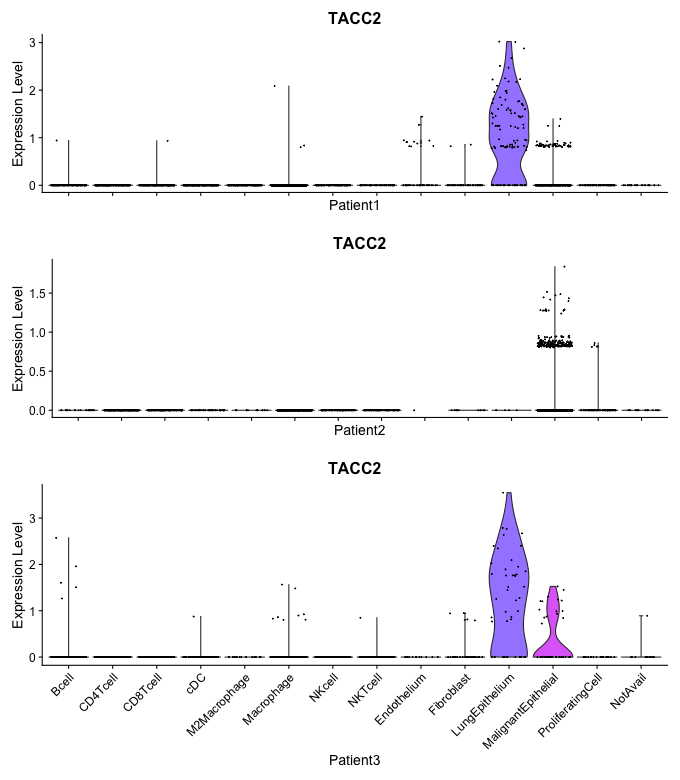 TACC2
Expression Level
3
2
1
0
Patient1
TACC2
Expression Level
1.5
1.0
0.5
0.0
Patient2
TACC2
Expression Level
3
2
1
0
Bcell
CD4Tcell
CD8Tcell
cDC
M2Macrophage
Macrophage
NKcell
NKTcell
Endothelium
Fibroblast
LungEpithelium
MalignantEpithelial
ProliferatingCell
NotAvail
Patient3